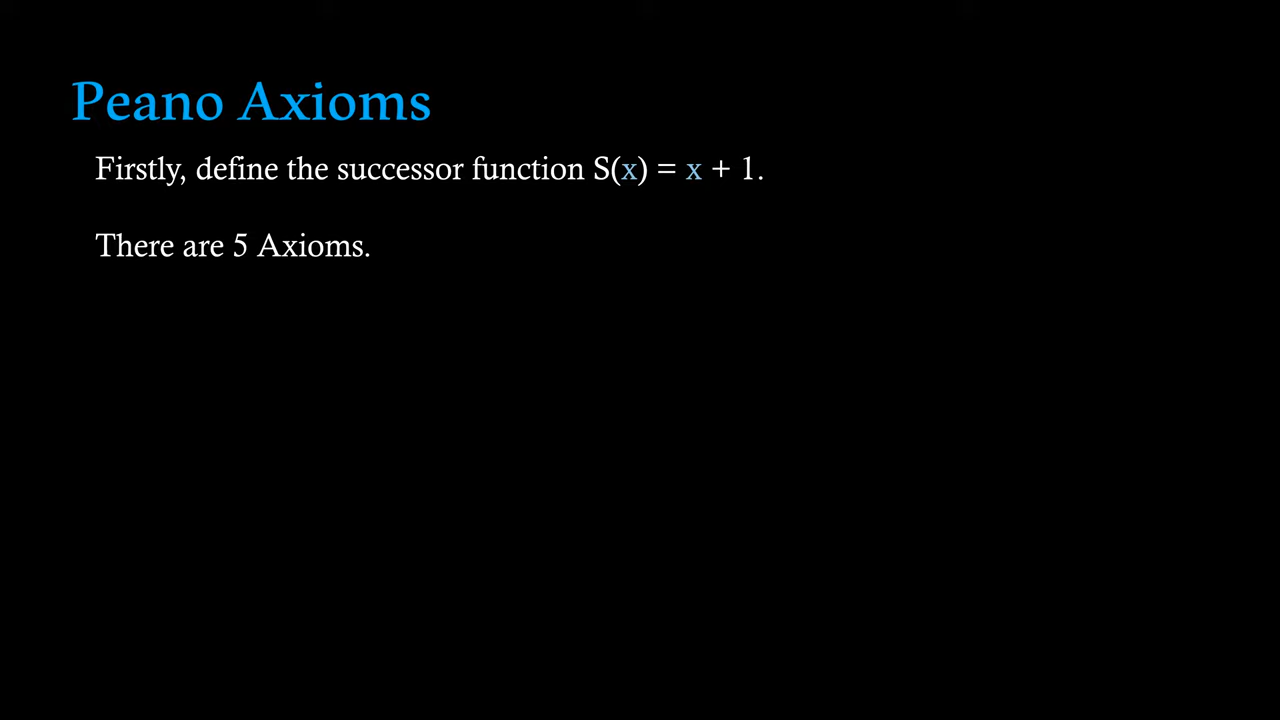 Peano Axioms
Firstly, define the successor function S(x) = x + 1.
There are 5 Axioms.